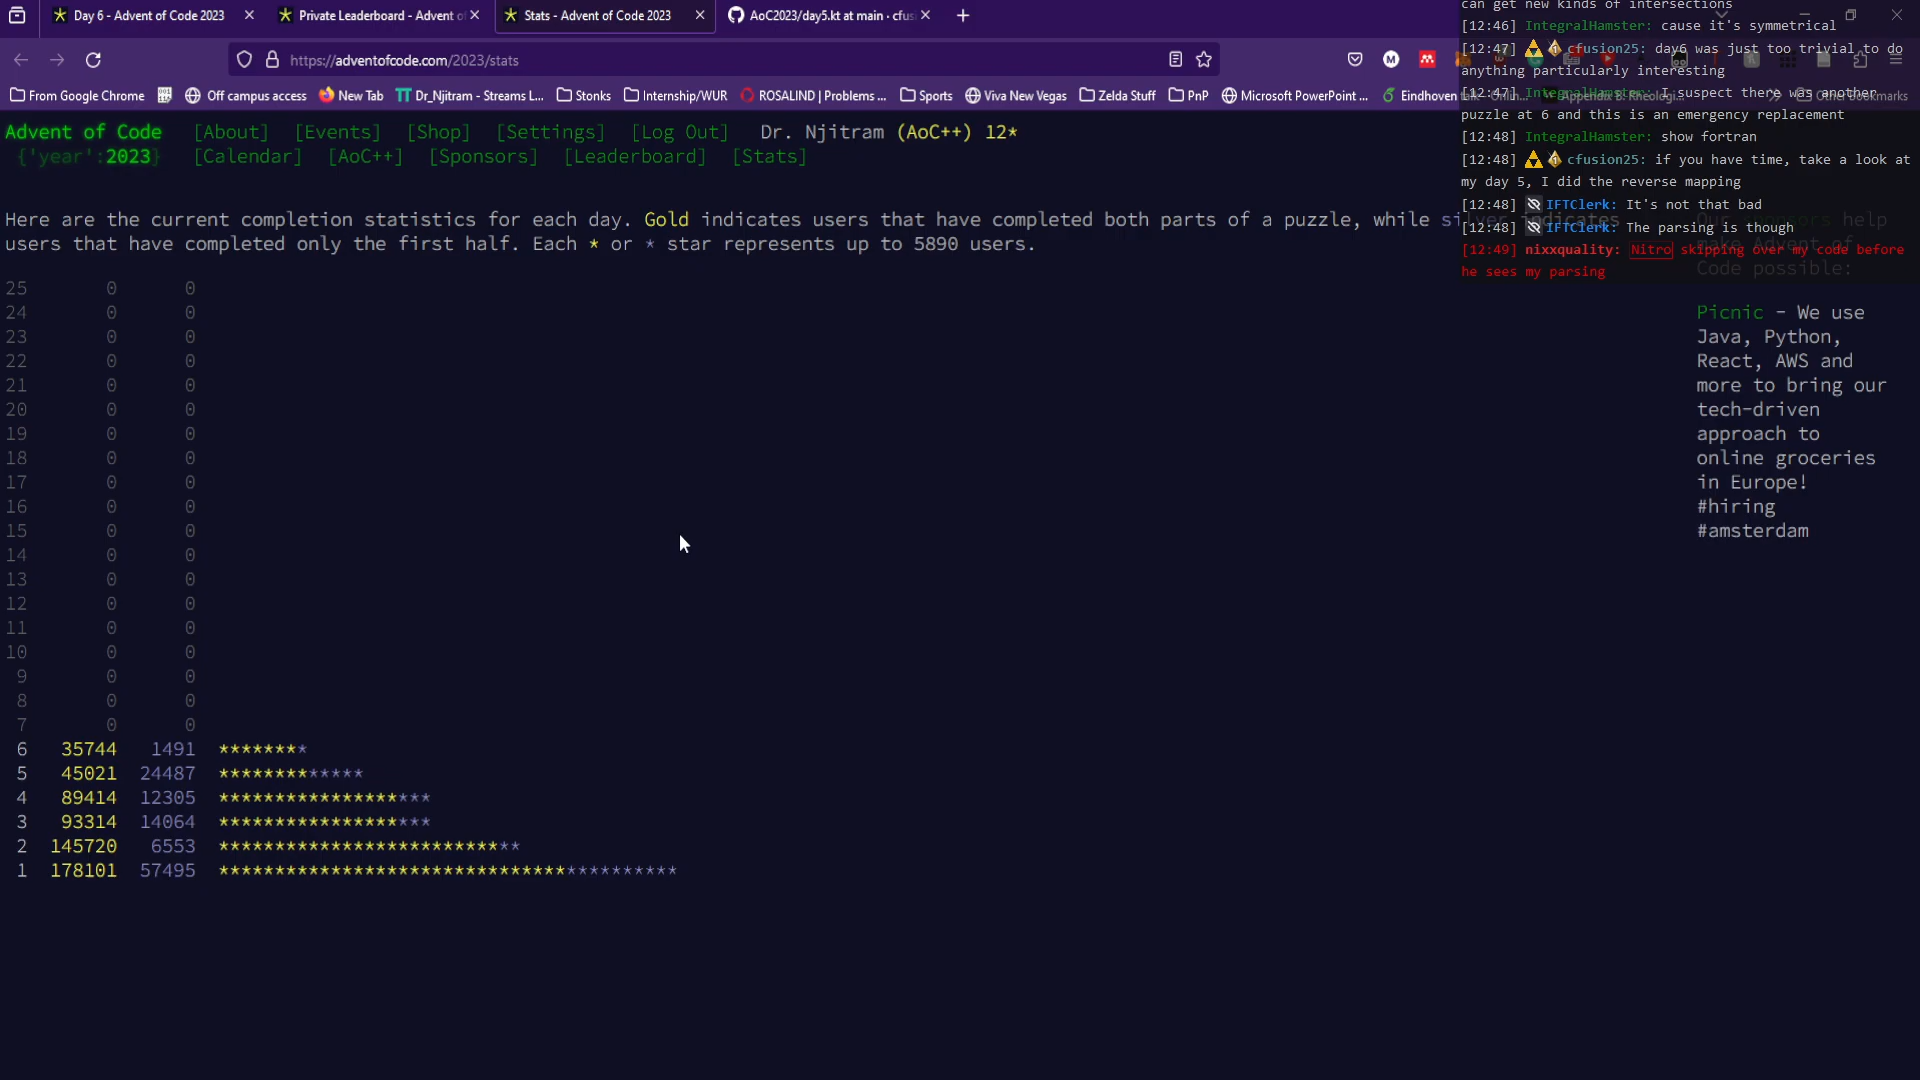 can get new kinds of intersections
Day 6 - Advent of Code 2023
Private Leaderboard - Advent o
Stats - Advent of Code 2023
AoC2023/day5.kt at main · cfus
[12:46] IntegralHamster: cause it's symmetrical
[12:47] cfusion25: day6 was just too trivial to do
anything particularly interesting
https://adventofcode.com/2023/stats
From Google Chrome
Off campus access
New Tab
Dr_Njitram - Streams L...
Stonks
Internship/WUR
ROSALIND | Problems ...
Sports
Viva New Vegas
Zelda Stuff
PnP
Microsoft PowerPoint ...
Eindhoven
Other Bookmarks
[12:47] IntegralHamster: I suspect there was another
puzzle at 6 and this is an emergency replacement
[12:48] IntegralHamster: show fortran
[12:48] cfusion25: if you have time, take a look at
my day 5, I did the reverse mapping
[12:48] IFTClerk: It's not that bad
[12:48] IFTClerk: The parsing is though
[12:49] nixxquality: Nitro skipping over my code before
he sees my parsing
Advent of Code [About] [Events] [Shop] [Settings] [Log Out] Dr. Njitram (AoC++) 12*
{'year':2023} [Calendar] [AoC++] [Sponsors] [Leaderboard] [Stats]
Here are the current completion statistics for each day. Gold indicates users that have completed both parts of a puzzle, while silver indicates
users that have completed only the first half. Each * or * star represents up to 5890 users.
25 0 0
24 0 0
23 0 0
22 0 0
21 0 0
20 0 0
19 0 0
18 0 0
17 0 0
16 0 0
15 0 0
14 0 0
13 0 0
12 0 0
11 0 0
10 0 0
9 0 0
8 0 0
7 0 0
6 35744 1491 ********
5 45021 24487 *************
4 89414 12305 *******************
3 93314 14064 *******************
2 145720 6553 ***************************
1 178101 57495 *****************************************
Our sponsors help
make Advent of
Code possible:
Picnic - We use
Java, Python,
React, AWS and
more to bring our
tech-driven
approach to
online groceries
in Europe!
#hiring
#amsterdam